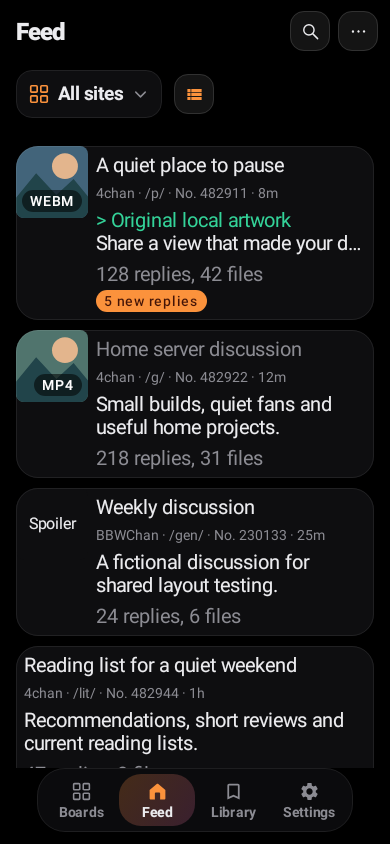 Feed
All sites
A quiet place to pause
4chan · /p/ · No. 482911 · 8m
> Original local artwork
Share a view that made your d…
WEBM
128 replies, 42 files
5 new replies
Home server discussion
4chan · /g/ · No. 482922 · 12m
MP4
Small builds, quiet fans and
useful home projects.
218 replies, 31 files
Weekly discussion
Spoiler
BBWChan · /gen/ · No. 230133 · 25m
A fictional discussion for
shared layout testing.
24 replies, 6 files
Reading list for a quiet weekend
4chan · /lit/ · No. 482944 · 1h
Recommendations, short reviews and
current reading lists.
Boards
Feed
Library
Settings